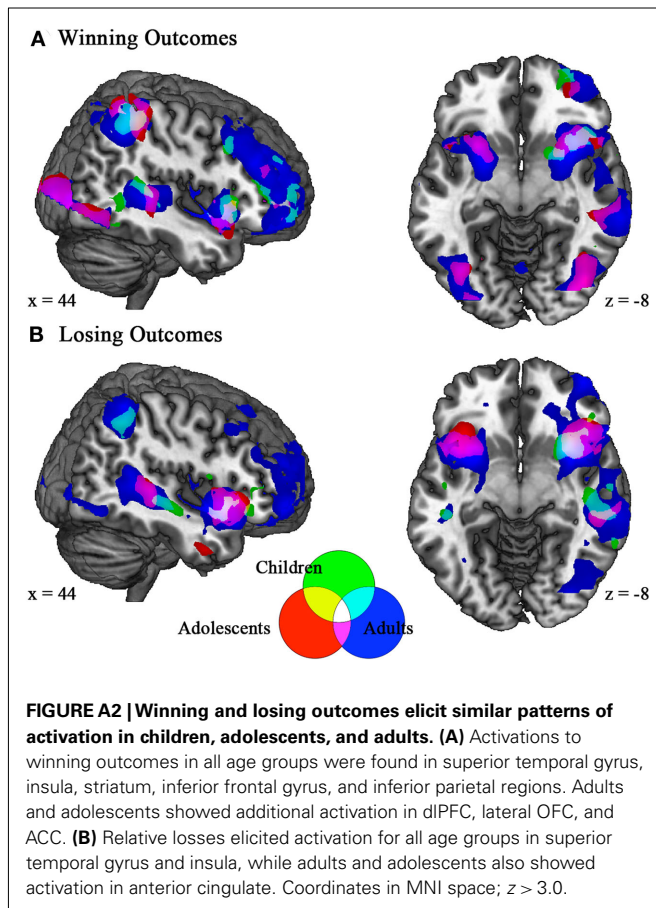 A Winning Outcomes
x = 44
z = -8
B Losing Outcomes
x = 44
z = -8
Children
Adolescents
Adults
FIGURE A2 | Winning and losing outcomes elicit similar patterns of
activation in children, adolescents, and adults. (A) Activations to
winning outcomes in all age groups were found in superior temporal gyrus,
insula, striatum, inferior frontal gyrus, and inferior parietal regions. Adults
and adolescents showed additional activation in dlPFC, lateral OFC, and
ACC. (B) Relative losses elicited activation for all age groups in superior
temporal gyrus and insula, while adults and adolescents also showed
activation in anterior cingulate. Coordinates in MNI space; z > 3.0.